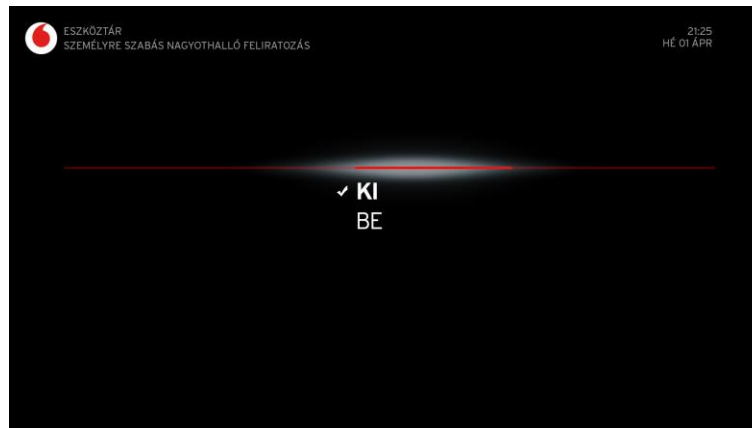 ESZKÖZTÁR
SZEMÉLYRE SZABÁS NAGYOTHALLÓ FELIRATOZÁS
21:25
HÉ 01 ÁPR
KI
BE